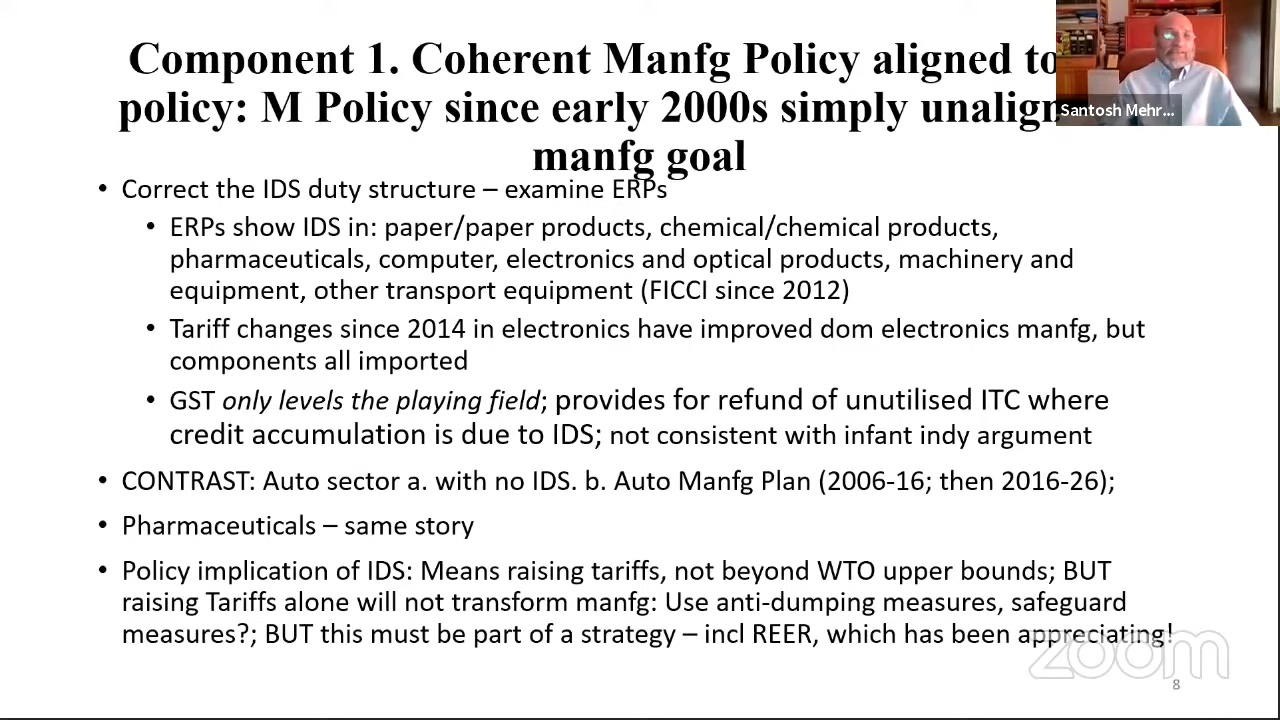 Component 1. Coherent Manfg Policy aligned to
policy: M Policy since early 2000s simply unalign
manfg goal
Santosh Mehr...
• Correct the IDS duty structure – examine ERPs
• ERPs show IDS in: paper/paper products, chemical/chemical products,
pharmaceuticals, computer, electronics and optical products, machinery and
equipment, other transport equipment (FICCI since 2012)
• Tariff changes since 2014 in electronics have improved dom electronics manfg, but
components all imported
• GST only levels the playing field; provides for refund of unutilised ITC where
credit accumulation is due to IDS; not consistent with infant indy argument
• CONTRAST: Auto sector a. with no IDS. b. Auto Manfg Plan (2006-16; then 2016-26);
• Pharmaceuticals – same story
• Policy implication of IDS: Means raising tariffs, not beyond WTO upper bounds; BUT
raising Tariffs alone will not transform manfg: Use anti-dumping measures, safeguard
measures?; BUT this must be part of a strategy – incl REER, which has been appreciating!
zoom
8